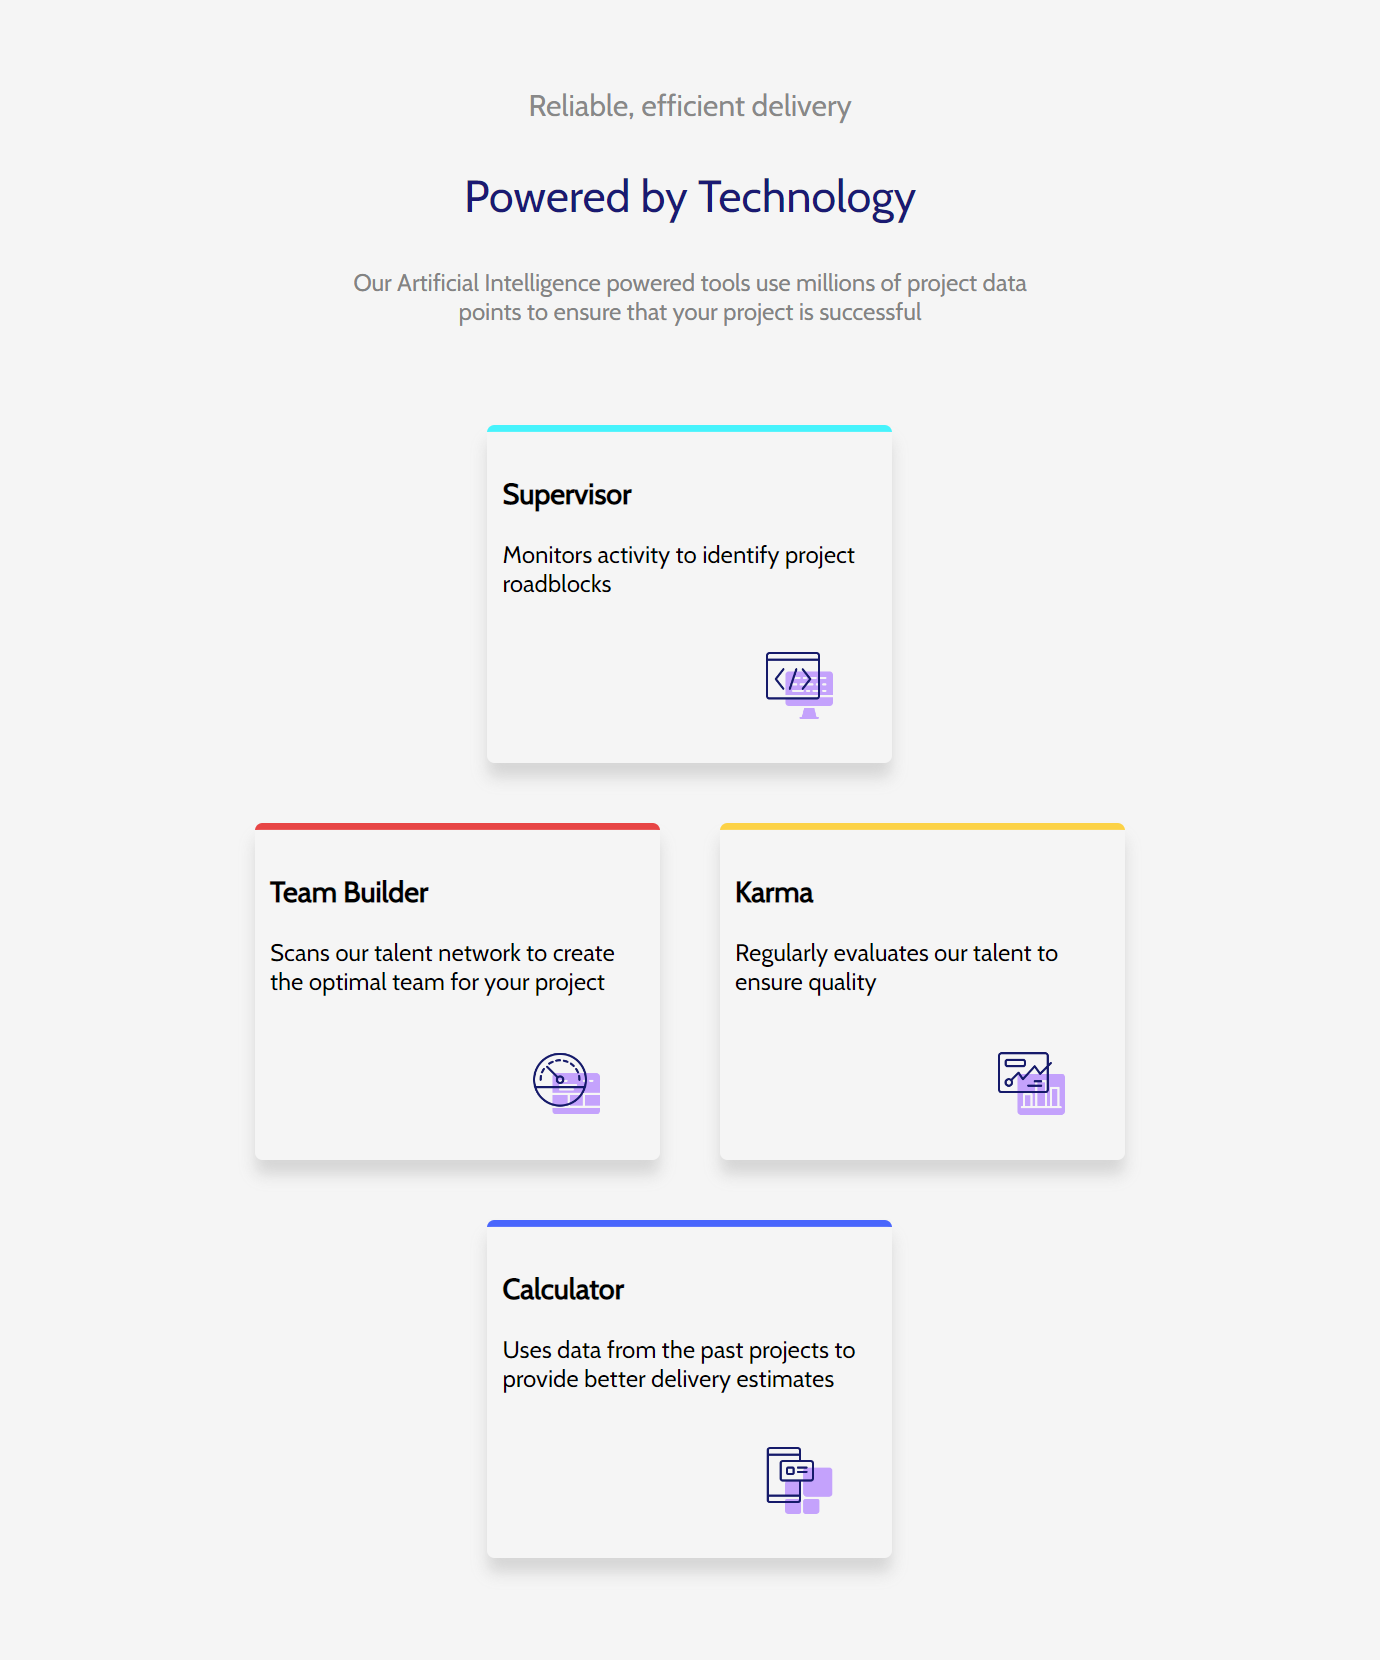 Reliable, efficient delivery
Powered by Technology
Our Artificial Intelligence powered tools use millions of project data
points to ensure that your project is successful
Supervisor
Monitors activity to identify project
roadblocks
Team Builder
Scans our talent network to create
the optimal team for your project
Karma
Regularly evaluates our talent to
ensure quality
Calculator
Uses data from the past projects to
provide better delivery estimates